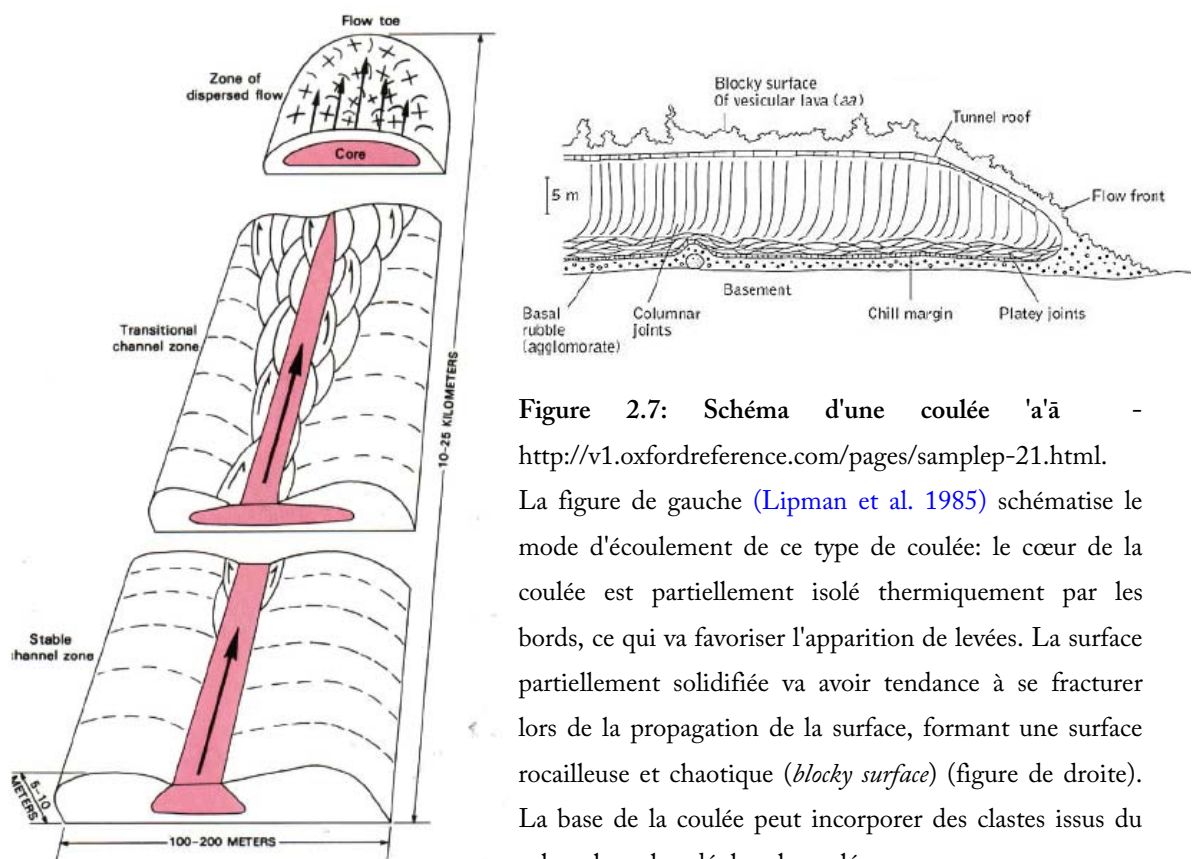 Flow toe
Zone of
dispersed flow
Core
Transitional
channel zone
10-25 KILOMETERS
Stable
hannel zone
5-10
METERS
100-200 METERS
Blocky surface
Of vesicular lava (aa)
Tunnel roof
5 m
Flow front
Basement
Basal
rubble
(agglomorate)
Columnar
joints
Chill margin
Platey joints
Figure 2.7: Schéma d'une coulée 'a'ā -
http://v1.oxfordreference.com/pages/samplep-21.html.
La figure de gauche (Lipman et al. 1985) schématise le
mode d'écoulement de ce type de coulée: le cœur de la
coulée est partiellement isolé thermiquement par les
bords, ce qui va favoriser l'apparition de levées. La surface
partiellement solidifiée va avoir tendance à se fracturer
lors de la propagation de la surface, formant une surface
rocailleuse et chaotique (blocky surface) (figure de droite).
La base de la coulée peut incorporer des clastes issus du